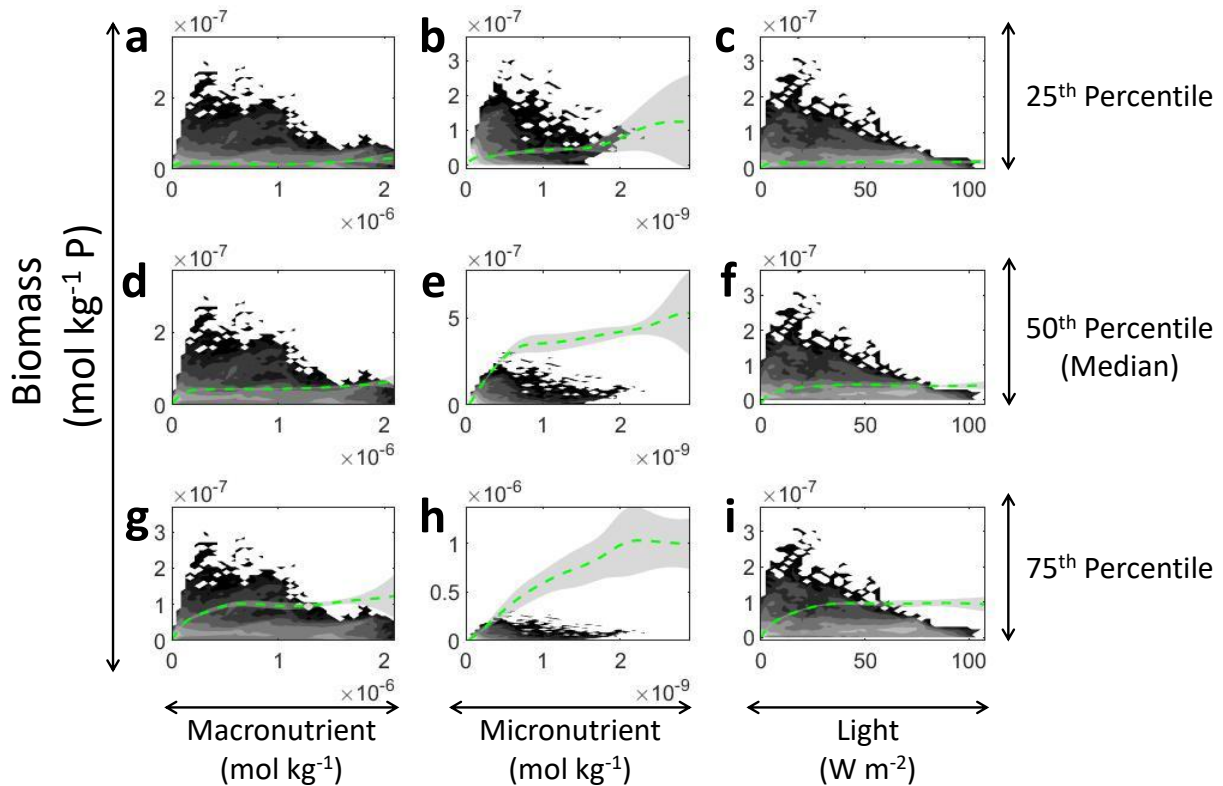 ×10⁻⁷ ×10⁻⁷ ×10⁻⁷
a b c
2
0
0 1 2
×10⁻⁶
3
2
1
0
0 1 2
×10⁻⁹
3
2
1
0
0 50 100
25th Percentile
×10⁻⁷ ×10⁻⁷ ×10⁻⁷
d e f
2
0
0 1 2
×10⁻⁶
5
0
0 1 2
×10⁻⁹
3
2
1
0
0 50 100
50th Percentile
(Median)
Biomass
(mol kg⁻¹ P)
×10⁻⁷ ×10⁻⁶ ×10⁻⁷
g h i
3
2
1
0
0 1 2
×10⁻⁶
1
0.5
0
0 1 2
×10⁻⁹
3
2
1
0
0 50 100
75th Percentile
Macronutrient
(mol kg⁻¹)
Micronutrient
(mol kg⁻¹)
Light
(W m⁻²)